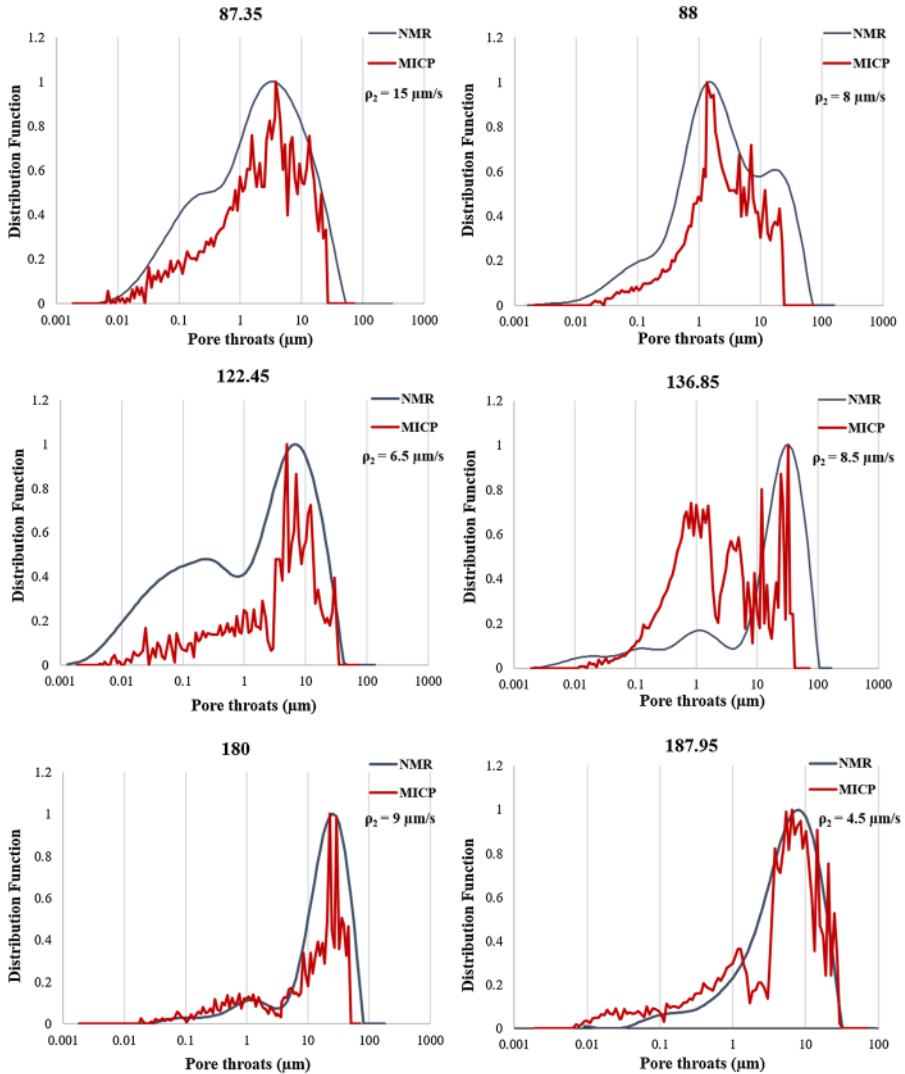 87.35
1.2
1
0.8
0.6
0.4
0.2
0
0.001 0.01 0.1 1 10 100 1000
Distribution Function
Pore throats (µm)
NMR
MICP
ρ₂ = 15 µm/s
88
1.2
1
0.8
0.6
0.4
0.2
0
0.001 0.01 0.1 1 10 100 1000
Distribution Function
Pore throats (µm)
NMR
MICP
ρ₂ = 8 µm/s
122.45
1.2
1
0.8
0.6
0.4
0.2
0
0.001 0.01 0.1 1 10 100 1000
Distribution Function
Pore throats (µm)
NMR
MICP
ρ₂ = 6.5 µm/s
136.85
1.2
1
0.8
0.6
0.4
0.2
0
0.001 0.01 0.1 1 10 100 1000
Distribution Function
Pore throats (µm)
NMR
MICP
ρ₂ = 8.5 µm/s
180
1.2
1
0.8
0.6
0.4
0.2
0
0.001 0.01 0.1 1 10 100 1000
Distribution Function
Pore throats (µm)
NMR
MICP
ρ₂ = 9 µm/s
187.95
1.2
1
0.8
0.6
0.4
0.2
0
0.001 0.01 0.1 1 10 100
Distribution Function
Pore throats (µm)
NMR
MICP
ρ₂ = 4.5 µm/s